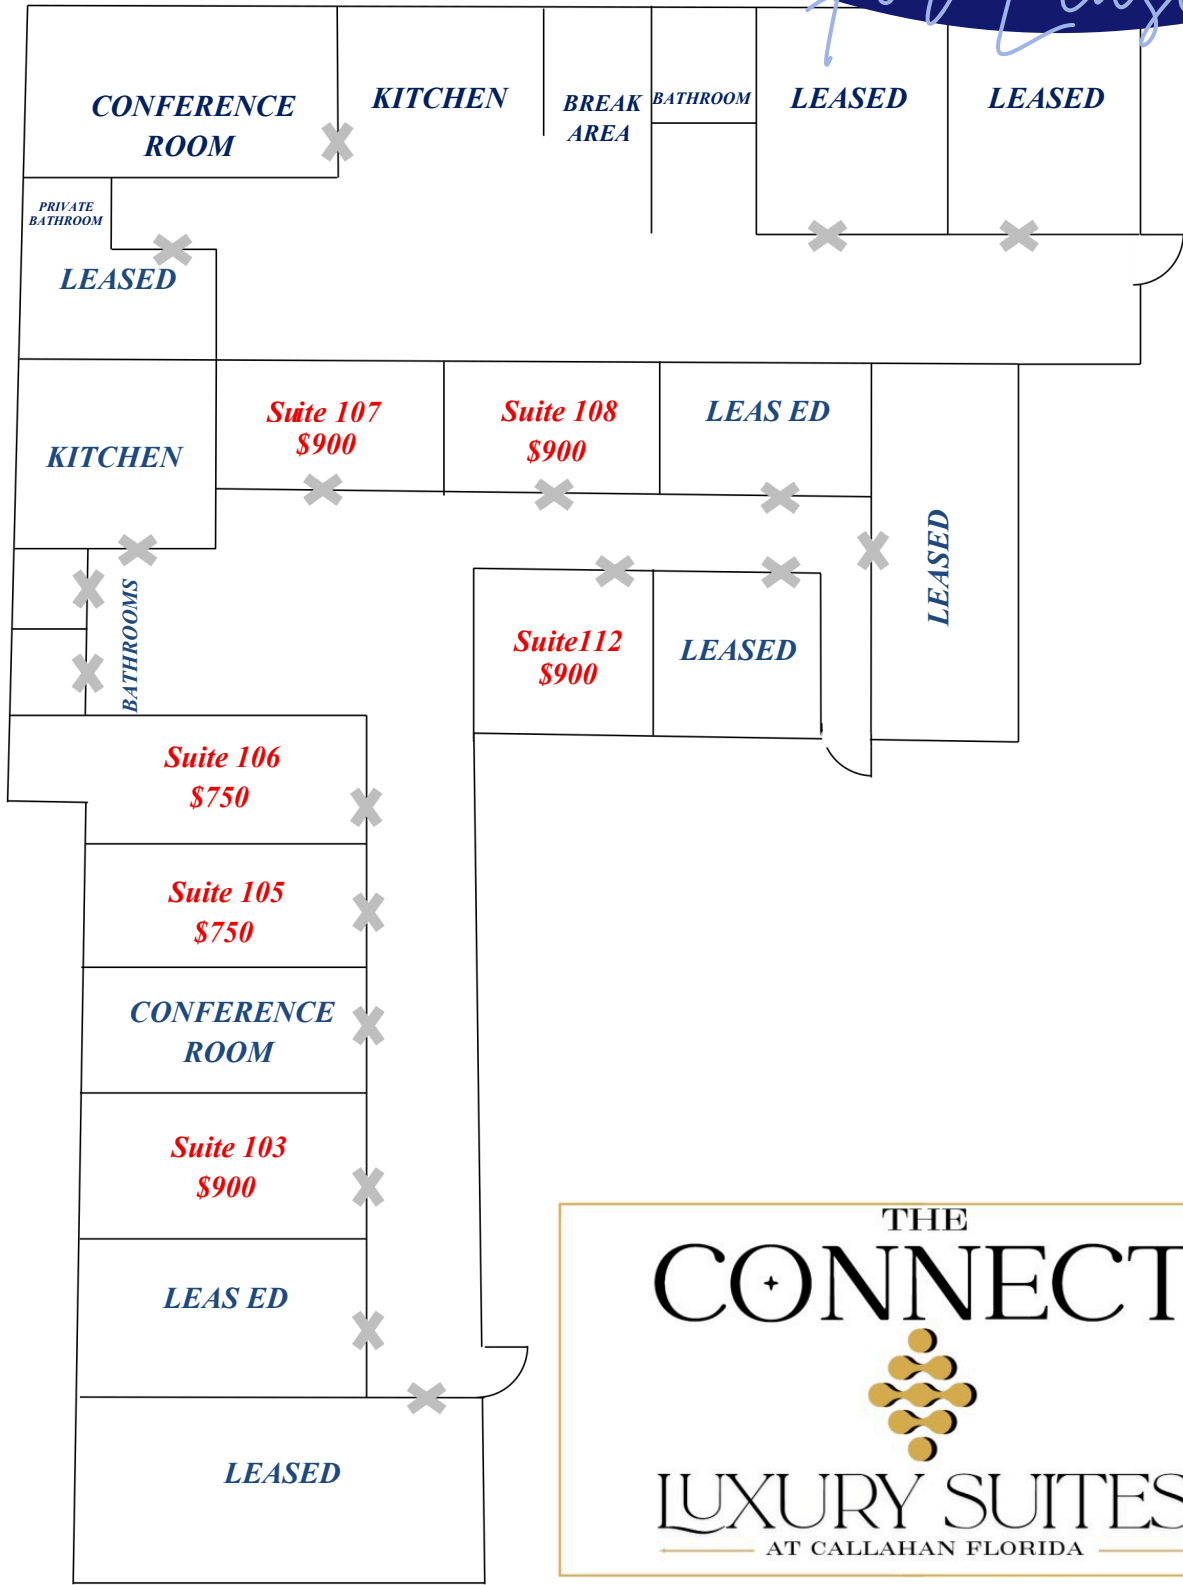 For Lease
CONFERENCE
ROOM
KITCHEN
BREAK
AREA
BATHROOM
LEASED
LEASED
PRIVATE
BATHROOM
LEASED
KITCHEN
Suite 107
$900
Suite 108
$900
LEAS ED
LEASED
BATHROOMS
Suite112
$900
LEASED
Suite 106
$750
Suite 105
$750
CONFERENCE
ROOM
Suite 103
$900
LEAS ED
LEASED
THE
CONNECT
LUXURY SUITES
AT CALLAHAN FLORIDA